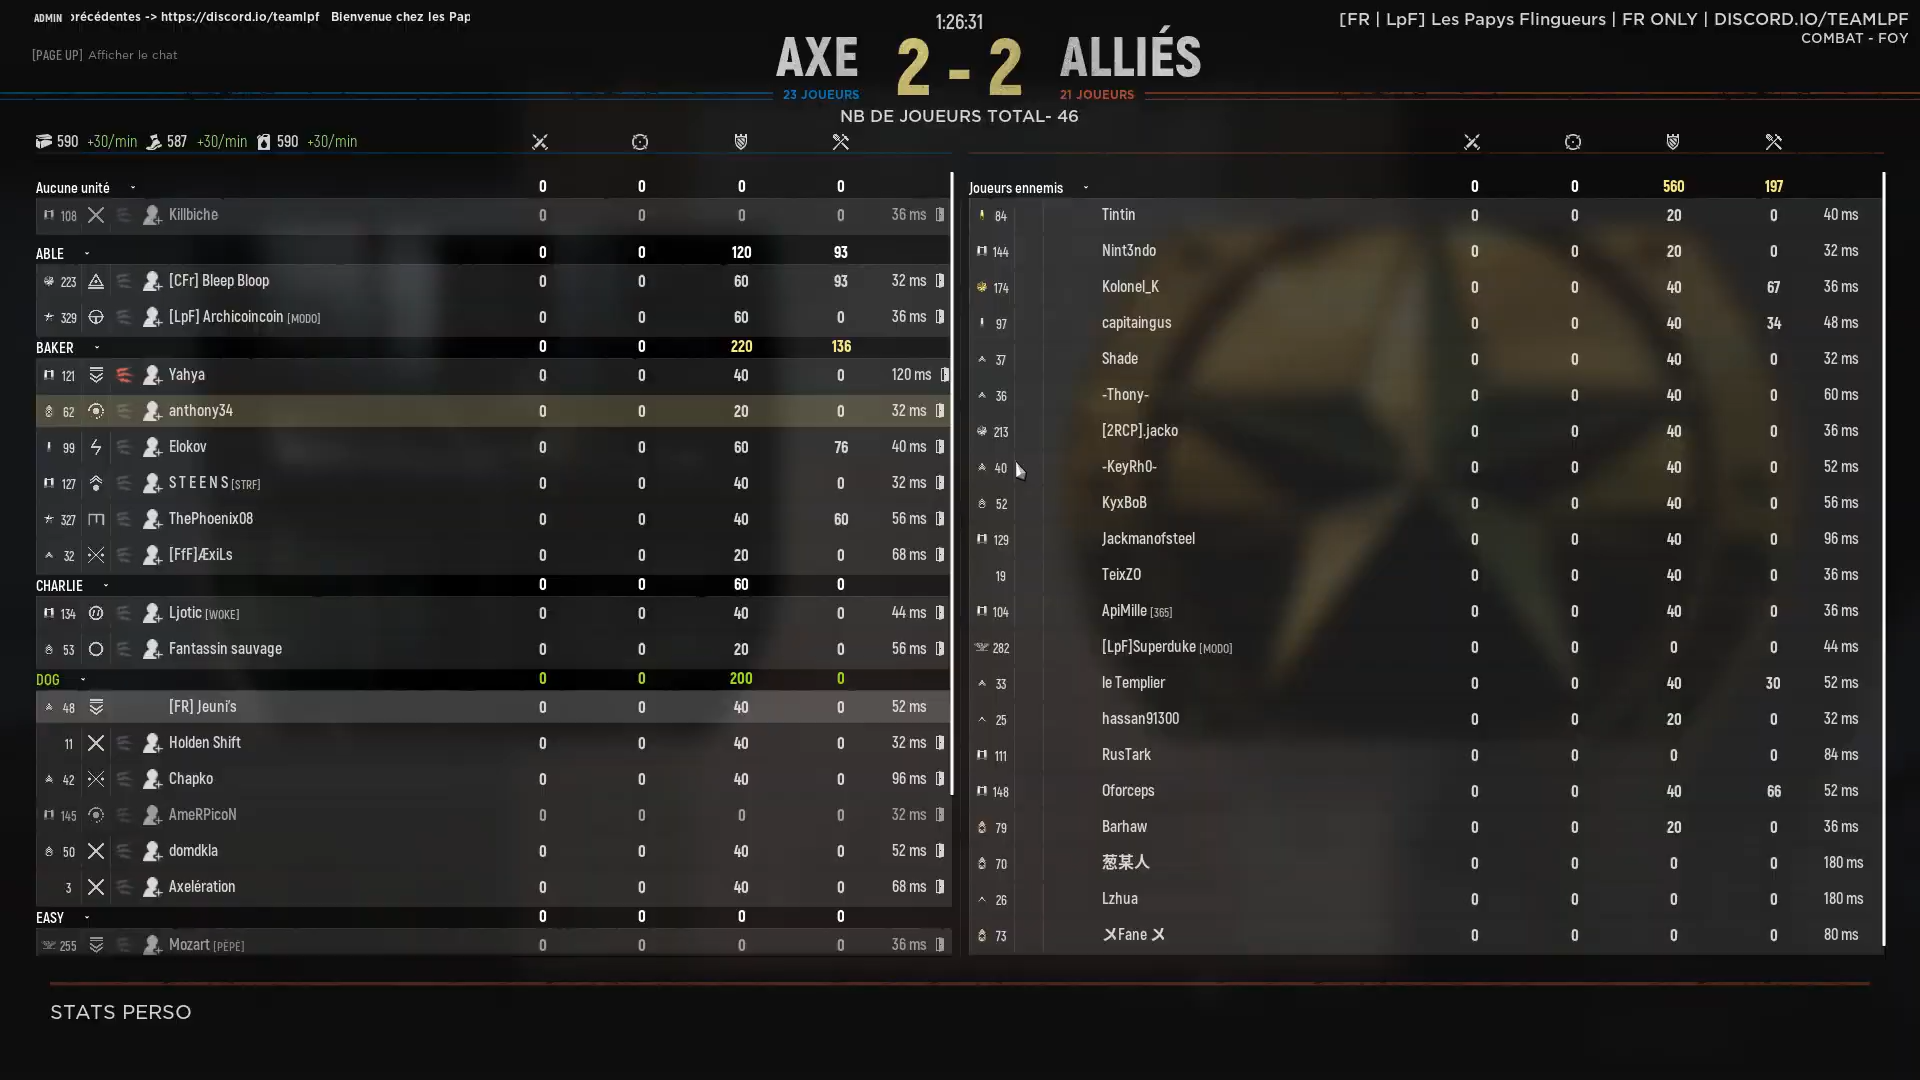 ADMIN précédentes -> https://discord.io/teamlpf Bienvenue chez les Pap
[PAGE UP] Afficher le chat
1:26:31
AXE 2 - 2 ALLIÉS
23 JOUEURS 21 JOUEURS
NB DE JOUEURS TOTAL- 46
[FR | LpF] Les Papys Flingueurs | FR ONLY | DISCORD.IO/TEAMLPF
COMBAT - FOY
590 +30/min 587 +30/min 590 +30/min
Aucune unité 0 0 0 0
108 Killbiche 0 0 0 0 36 ms
ABLE 0 0 120 93
223 [CFr] Bleep Bloop 0 0 60 93 32 ms
329 [LpF] Archicoincoin [MODO] 0 0 60 0 36 ms
BAKER 0 0 220 136
121 Yahya 0 0 40 0 120 ms
62 anthony34 0 0 20 0 32 ms
99 Elokov 0 0 60 76 40 ms
127 S T E E N S [STRF] 0 0 40 0 32 ms
327 ThePhoenix08 0 0 40 60 56 ms
32 [FfF]ÆxiLs 0 0 20 0 68 ms
CHARLIE 0 0 60 0
134 Ljotic [WOKE] 0 0 40 0 44 ms
53 Fantassin sauvage 0 0 20 0 56 ms
DOG 0 0 200 0
48 [FR] Jeuni's 0 0 40 0 52 ms
11 Holden Shift 0 0 40 0 32 ms
42 Chapko 0 0 40 0 96 ms
145 AmeRPicoN 0 0 0 0 32 ms
50 domdkla 0 0 40 0 52 ms
3 Axelération 0 0 40 0 68 ms
EASY 0 0 0 0
255 Mozart [PÉPÉ] 0 0 0 0 36 ms
Joueurs ennemis 0 0 560 197
84 Tintin 0 0 20 0 40 ms
144 Nint3ndo 0 0 20 0 32 ms
174 Kolonel_K 0 0 40 67 36 ms
97 capitaingus 0 0 40 34 48 ms
37 Shade 0 0 40 0 32 ms
36 -Thony- 0 0 40 0 60 ms
213 [2RCP].jacko 0 0 40 0 36 ms
40 -KeyRh0- 0 0 40 0 52 ms
52 KyxBoB 0 0 40 0 56 ms
129 Jackmanofsteel 0 0 40 0 96 ms
19 TeixZO 0 0 40 0 36 ms
104 ApiMille [365] 0 0 40 0 36 ms
282 [LpF]Superduke [MODO] 0 0 0 0 44 ms
33 le Templier 0 0 40 30 52 ms
25 hassan91300 0 0 20 0 32 ms
111 RusTark 0 0 0 0 84 ms
148 Oforceps 0 0 40 66 52 ms
79 Barhaw 0 0 20 0 36 ms
70 葱某人 0 0 0 0 180 ms
26 Lzhua 0 0 0 0 180 ms
73 メFane メ 0 0 0 0 80 ms
STATS PERSO